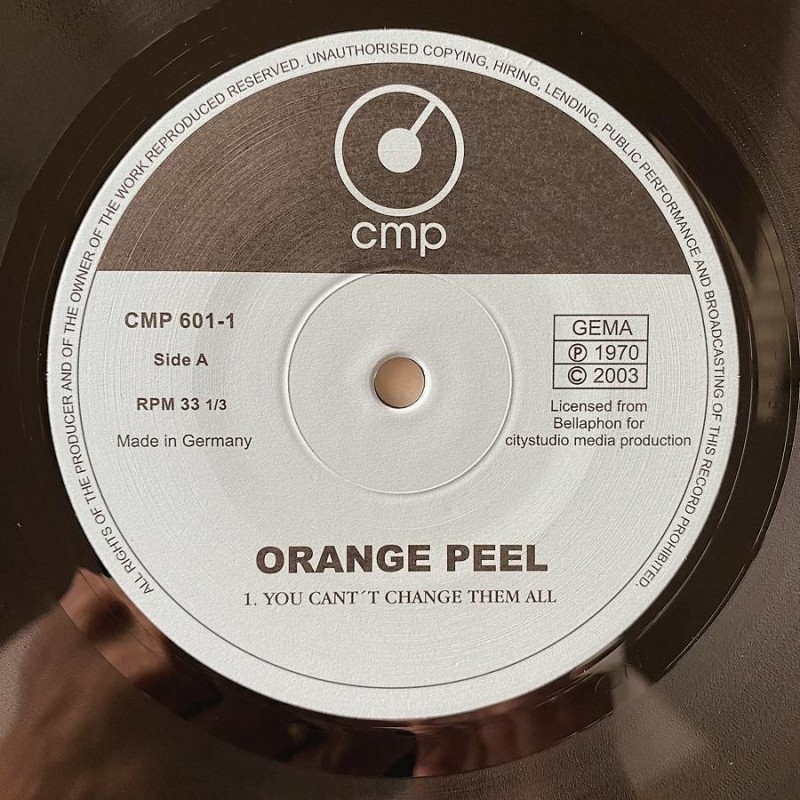 ALL RIGHTS OF THE PRODUCER AND OF THE OWNER OF THE WORK REPRODUCED RESERVED. UNAUTHORISED COPYING, HIRING, LENDING, PUBLIC PERFORMANCE AND BROADCASTING OF THIS RECORD PROHIBITED.
cmp
CMP 601-1
Side A
RPM 33 1/3
Made in Germany
GEMA
Ⓟ 1970
© 2003
Licensed from
Bellaphon for
citystudio media production
ORANGE PEEL
1. YOU CANT´T CHANGE THEM ALL